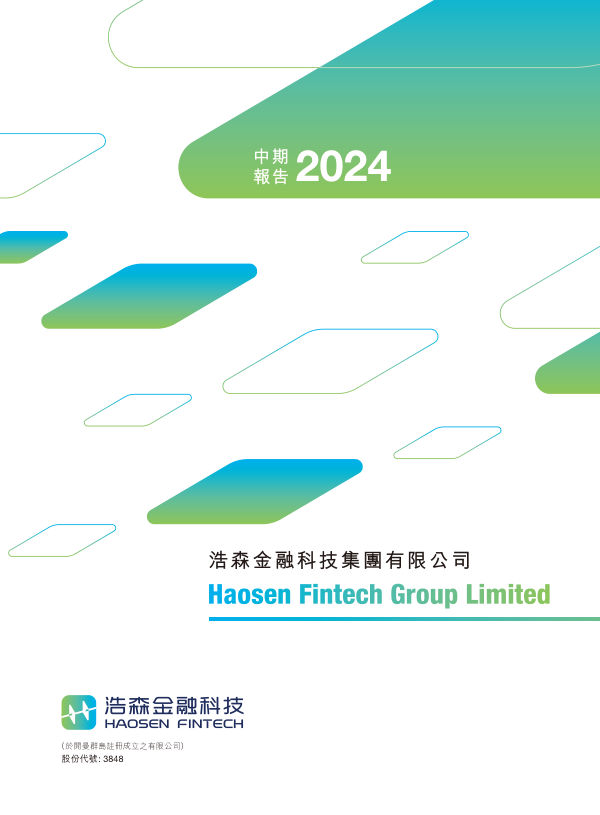 中期
報告 2024
浩森金融科技集團有限公司
Haosen Fintech Group Limited
浩森金融科技
HAOSEN FINTECH
(於開曼群島註冊成立之有限公司)
股份代號: 3848